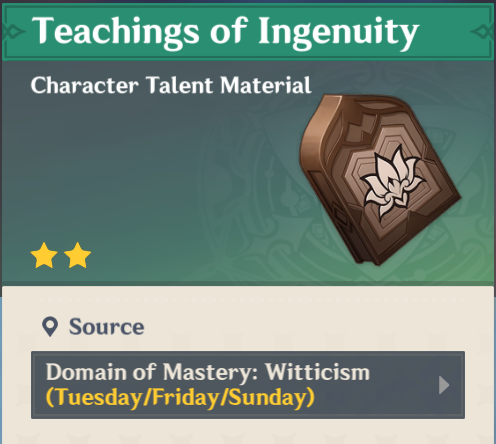 Teachings of Ingenuity
Character Talent Material
Source
Domain of Mastery: Witticism
(Tuesday/Friday/Sunday)